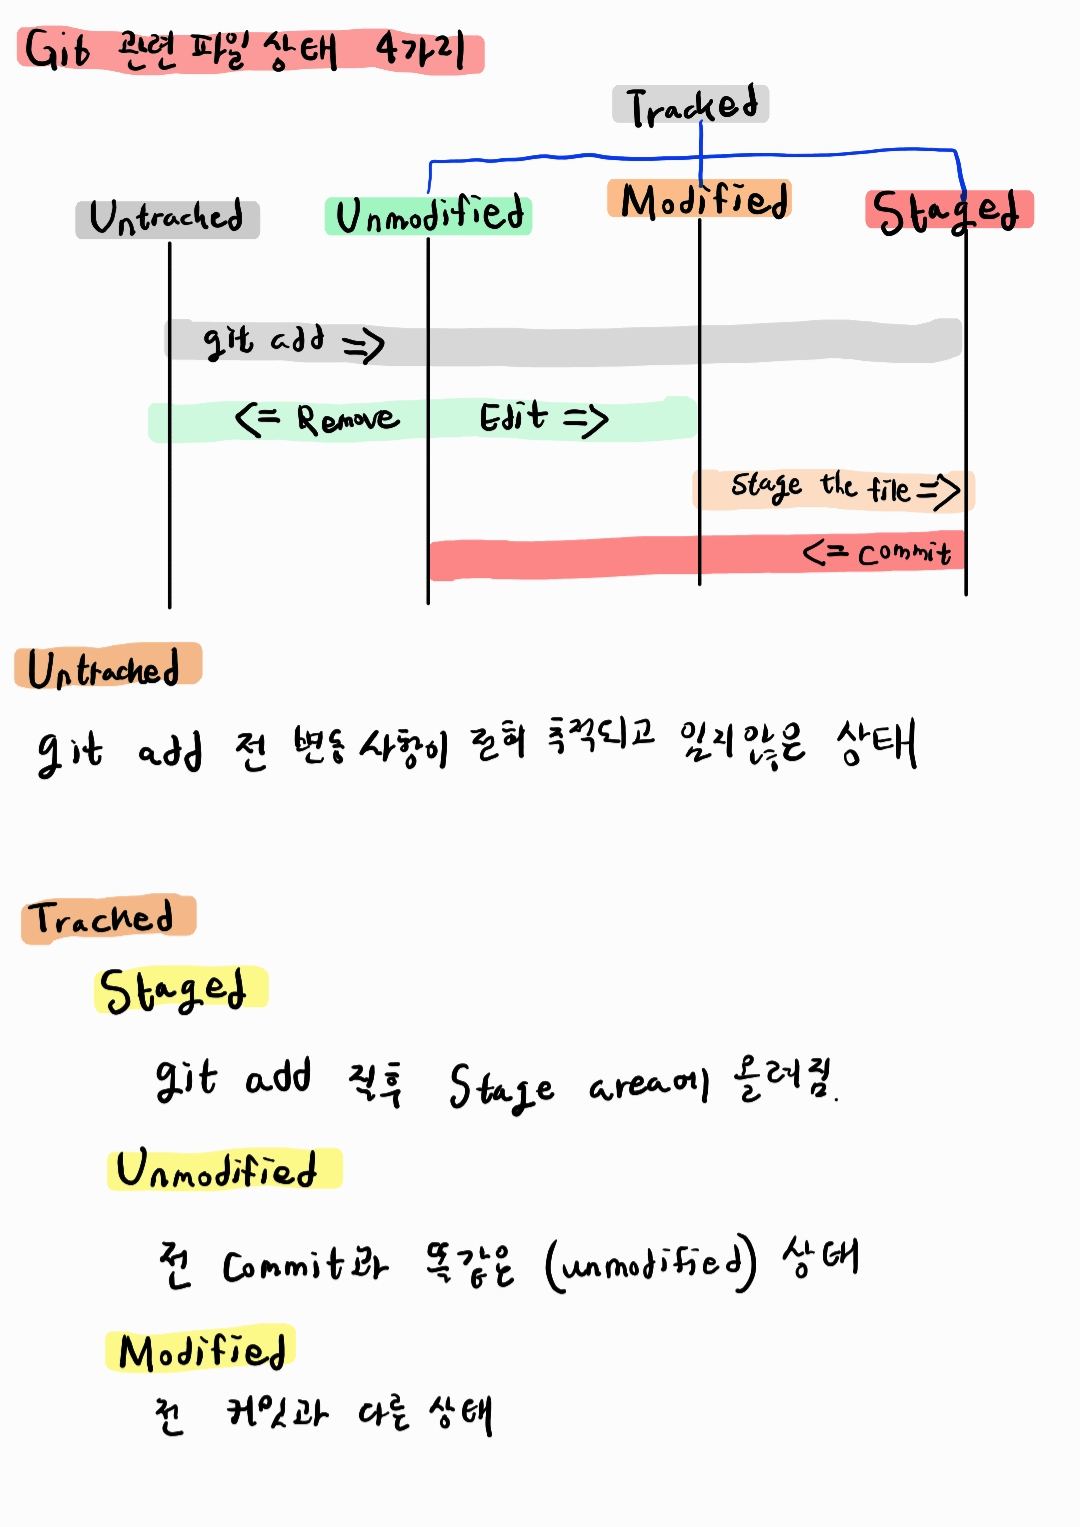 Git 관련 파일 상태 4가지
Tracked
Untracked Unmodified Modified Staged
git add =>
<= Remove Edit =>
Stage the file =>
<= Commit
Untracked
git add 전 변동 사항이 전혀 추적되고 있지않은 상태
Tracked
Staged
git add 직후 Stage area에 올려짐.
Unmodified
전 Commit과 똑같은 (unmodified) 상태
Modified
전 커밋과 다른 상태